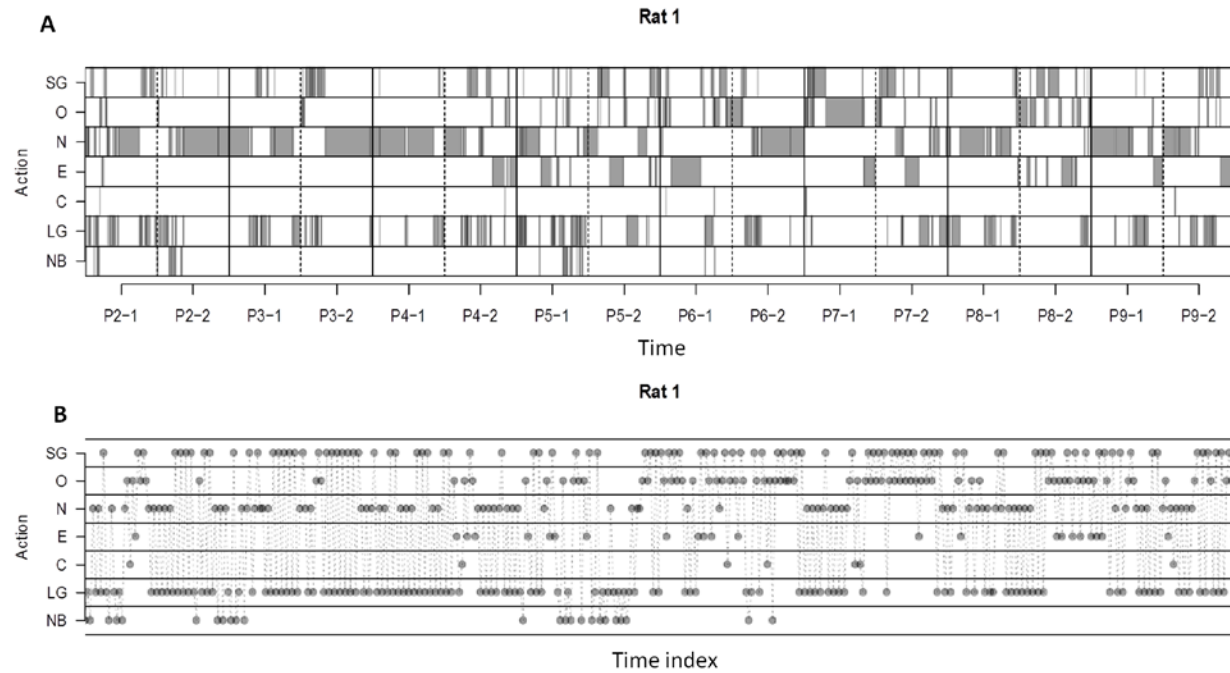 A
Rat 1
Action
SG
O
N
E
C
LG
NB
P2-1 P2-2 P3-1 P3-2 P4-1 P4-2 P5-1 P5-2 P6-1 P6-2 P7-1 P7-2 P8-1 P8-2 P9-1 P9-2
Time
Rat 1
B
Action
SG
O
N
E
C
LG
NB
Time index